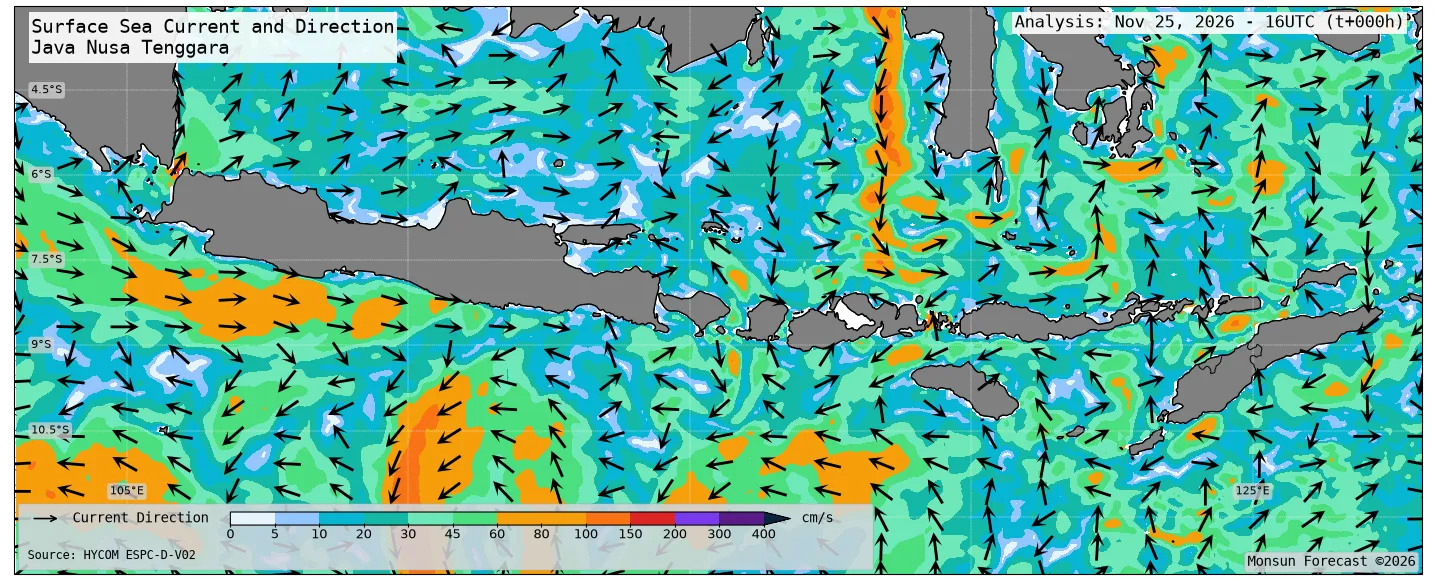 Surface Sea Current and Direction
Java Nusa Tenggara
Analysis: Nov 25, 2026 - 16UTC (t+000h)
4.5°S
6°S
7.5°S
9°S
10.5°S
105°E
125°E
Current Direction
0 5 10 20 30 45 60 80 100 150 200 300 400 cm/s
Source: HYCOM ESPC-D-V02
Monsun Forecast ©2026